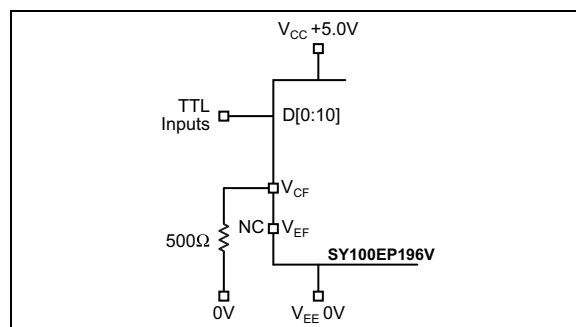 VCC +5.0V
TTL
Inputs
D[0:10]
VCF
NC
VEF
500Ω
SY100EP196V
0V
VEE 0V